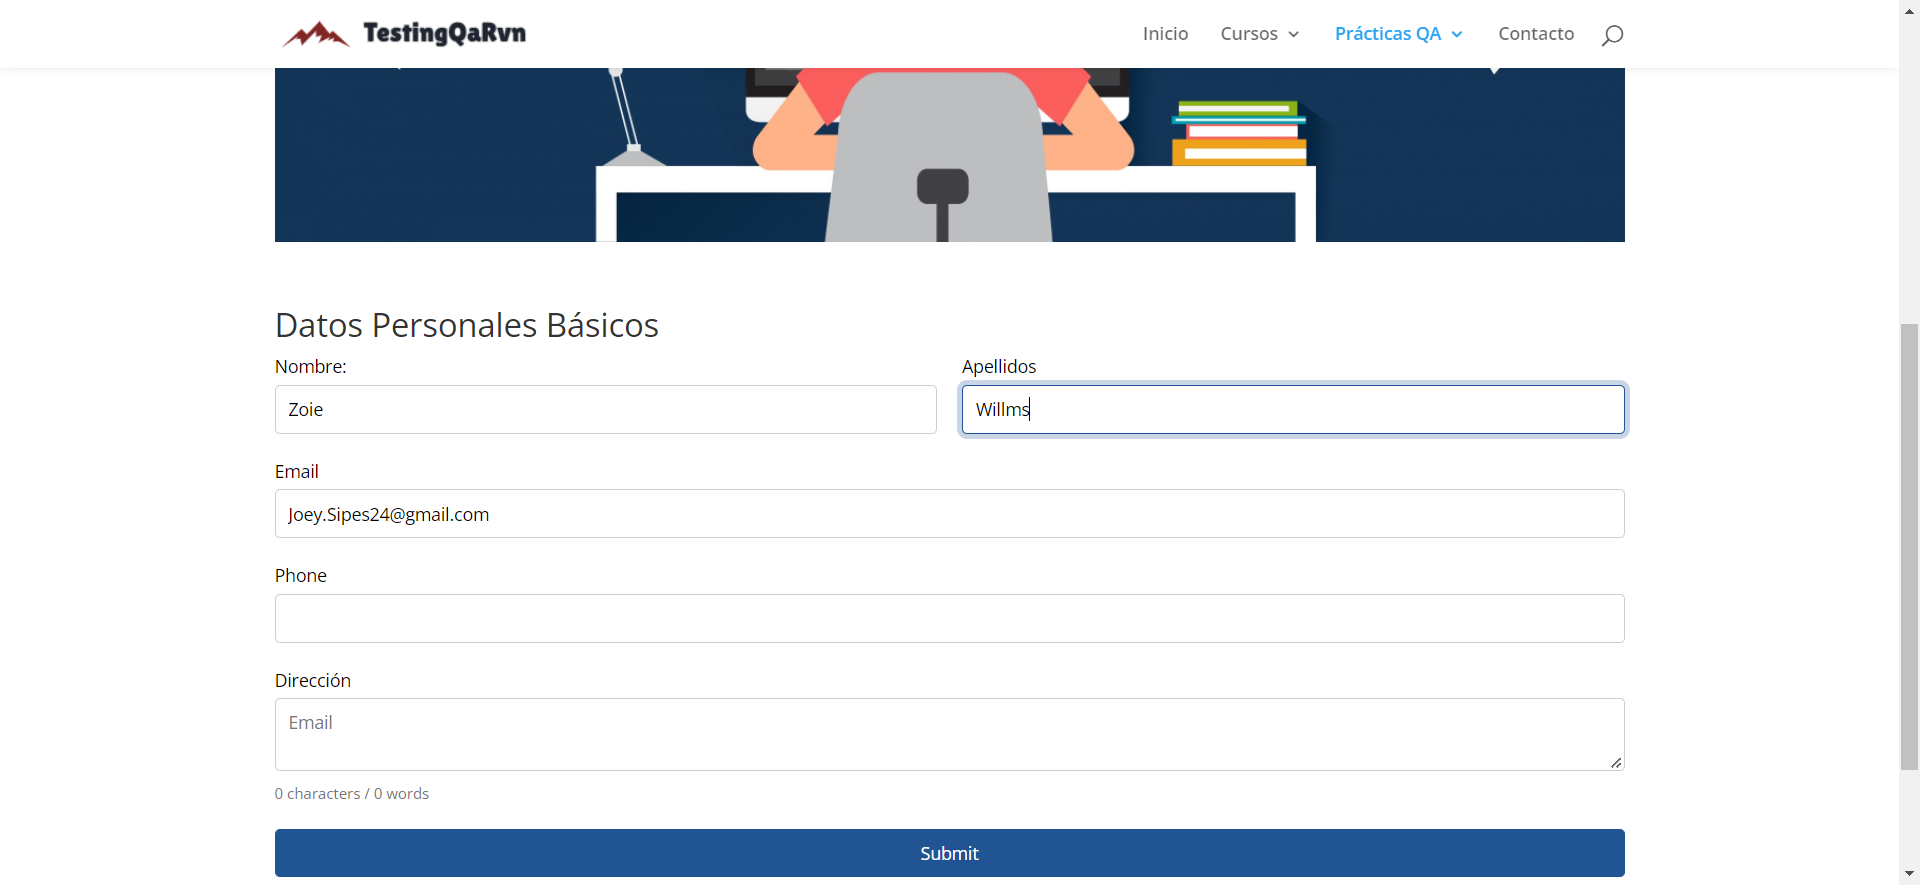 TestingQaRvn
Inicio Cursos Prácticas QA Contacto
Datos Personales Básicos
Nombre: Apellidos
Zoie Willms
Email
Joey.Sipes24@gmail.com
Phone
Dirección
Email
0 characters / 0 words
Submit